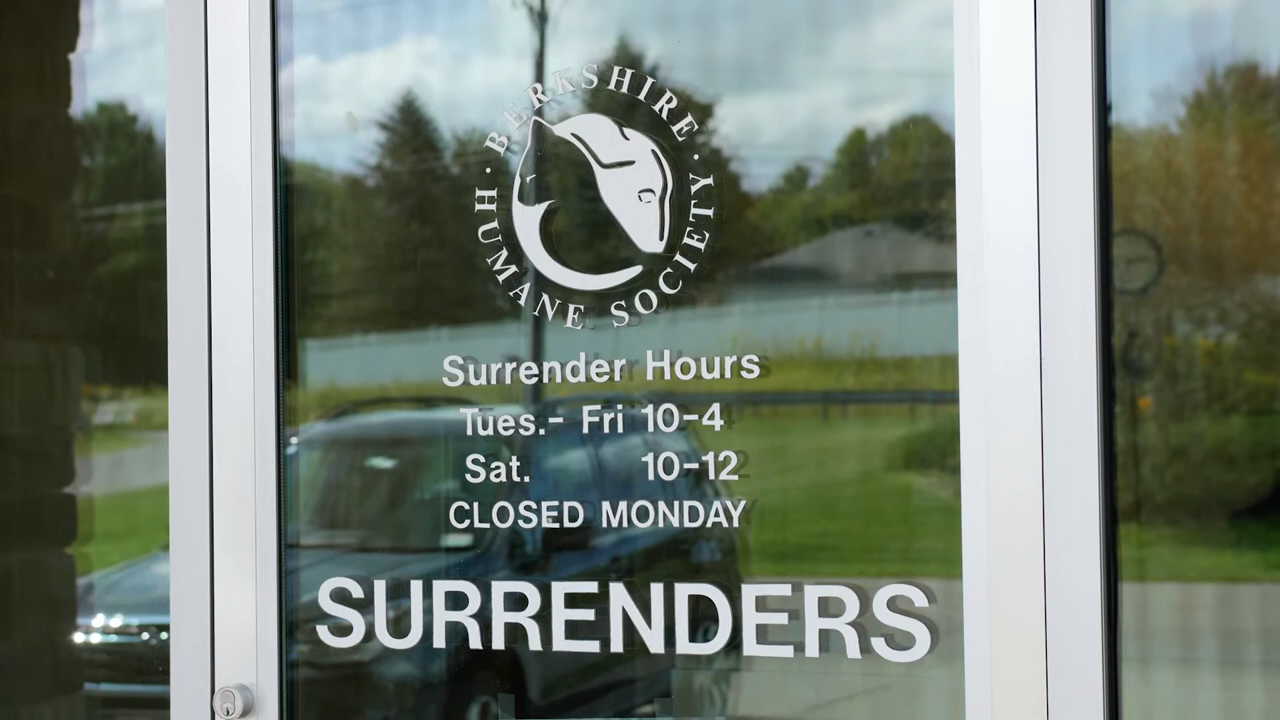 · BERKSHIRE ·
HUMANE SOCIETY
Surrender Hours
Tues.- Fri 10-4
Sat. 10-12
CLOSED MONDAY
SURRENDERS